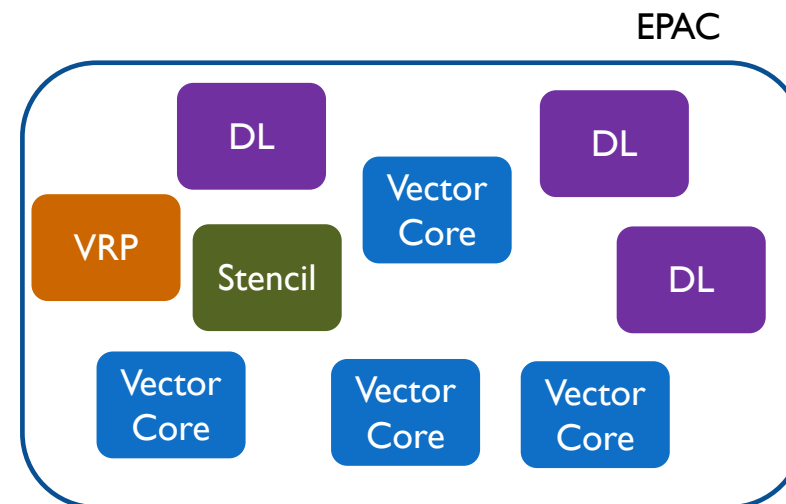 EPAC
DL
DL
Vector
Core
VRP
Stencil
DL
Vector
Core
Vector
Core
Vector
Core